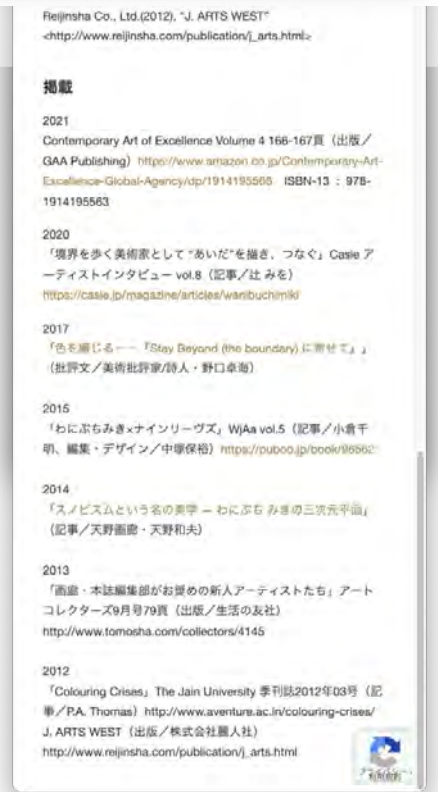 Reijinsha Co., Ltd.(2012), "J. ARTS WEST"
<http://www.reijinsha.com/publication/j_arts.html>
掲載
2021
Contemporary Art of Excellence Volume 4 166-167頁（出版／
GAA Publishing）https://www.amazon.co.jp/Contemporary-Art-
Excellence-Global-Agency/dp/1914195566 ISBN-13 : 978-
1914195563
2020
「境界を歩く美術家として "あいだ"を描き、つなぐ」Casie ア
ーティストインタビュー vol.8（記事／辻 みを）
https://casie.jp/magazine/articles/wanibuchimiki
2017
「色を感じる——『Stay Beyond (the boundary) に寄せて』」
（批評文／美術批評家/詩人・野口卓海）
2015
「わにぶちみき×ナインリーヴズ」WjAa vol.5（記事／小倉千
明、編集・デザイン／中塚保裕）https://puboo.jp/book/96562
2014
「スノビズムという名の美学 — わにぶち みきの三次元平面」
（記事／天野画廊・天野和夫）
2013
「画廊・本誌編集部がお奨めの新人アーティストたち」アート
コレクターズ9月号79頁（出版／生活の友社）
http://www.tomosha.com/collectors/4145
2012
「Colouring Crises」The Jain University 季刊誌2012年03号（記
事／P.A. Thomas）http://www.aventure.ac.in/colouring-crises/
J. ARTS WEST（出版／株式会社麗人社）
http://www.reijinsha.com/publication/j_arts.html